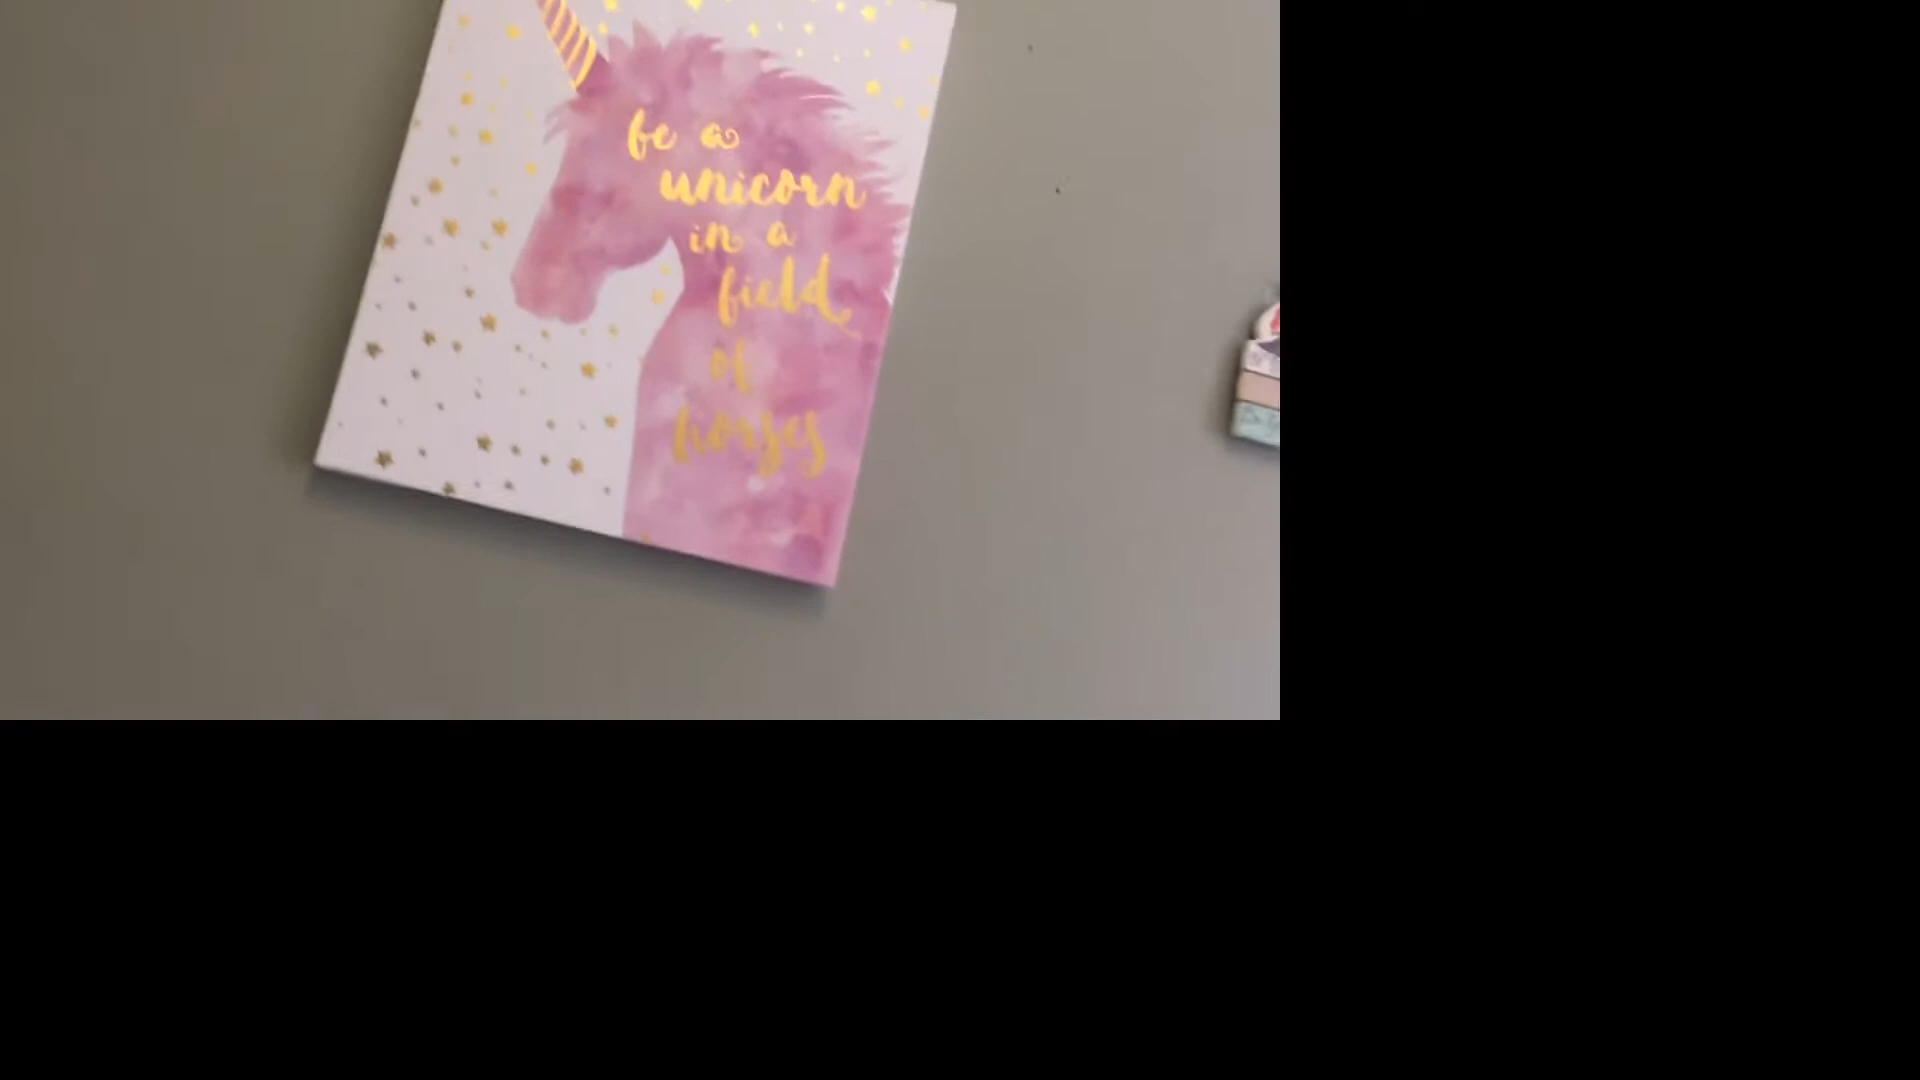 be a
unicorn
in a
field
of
horses